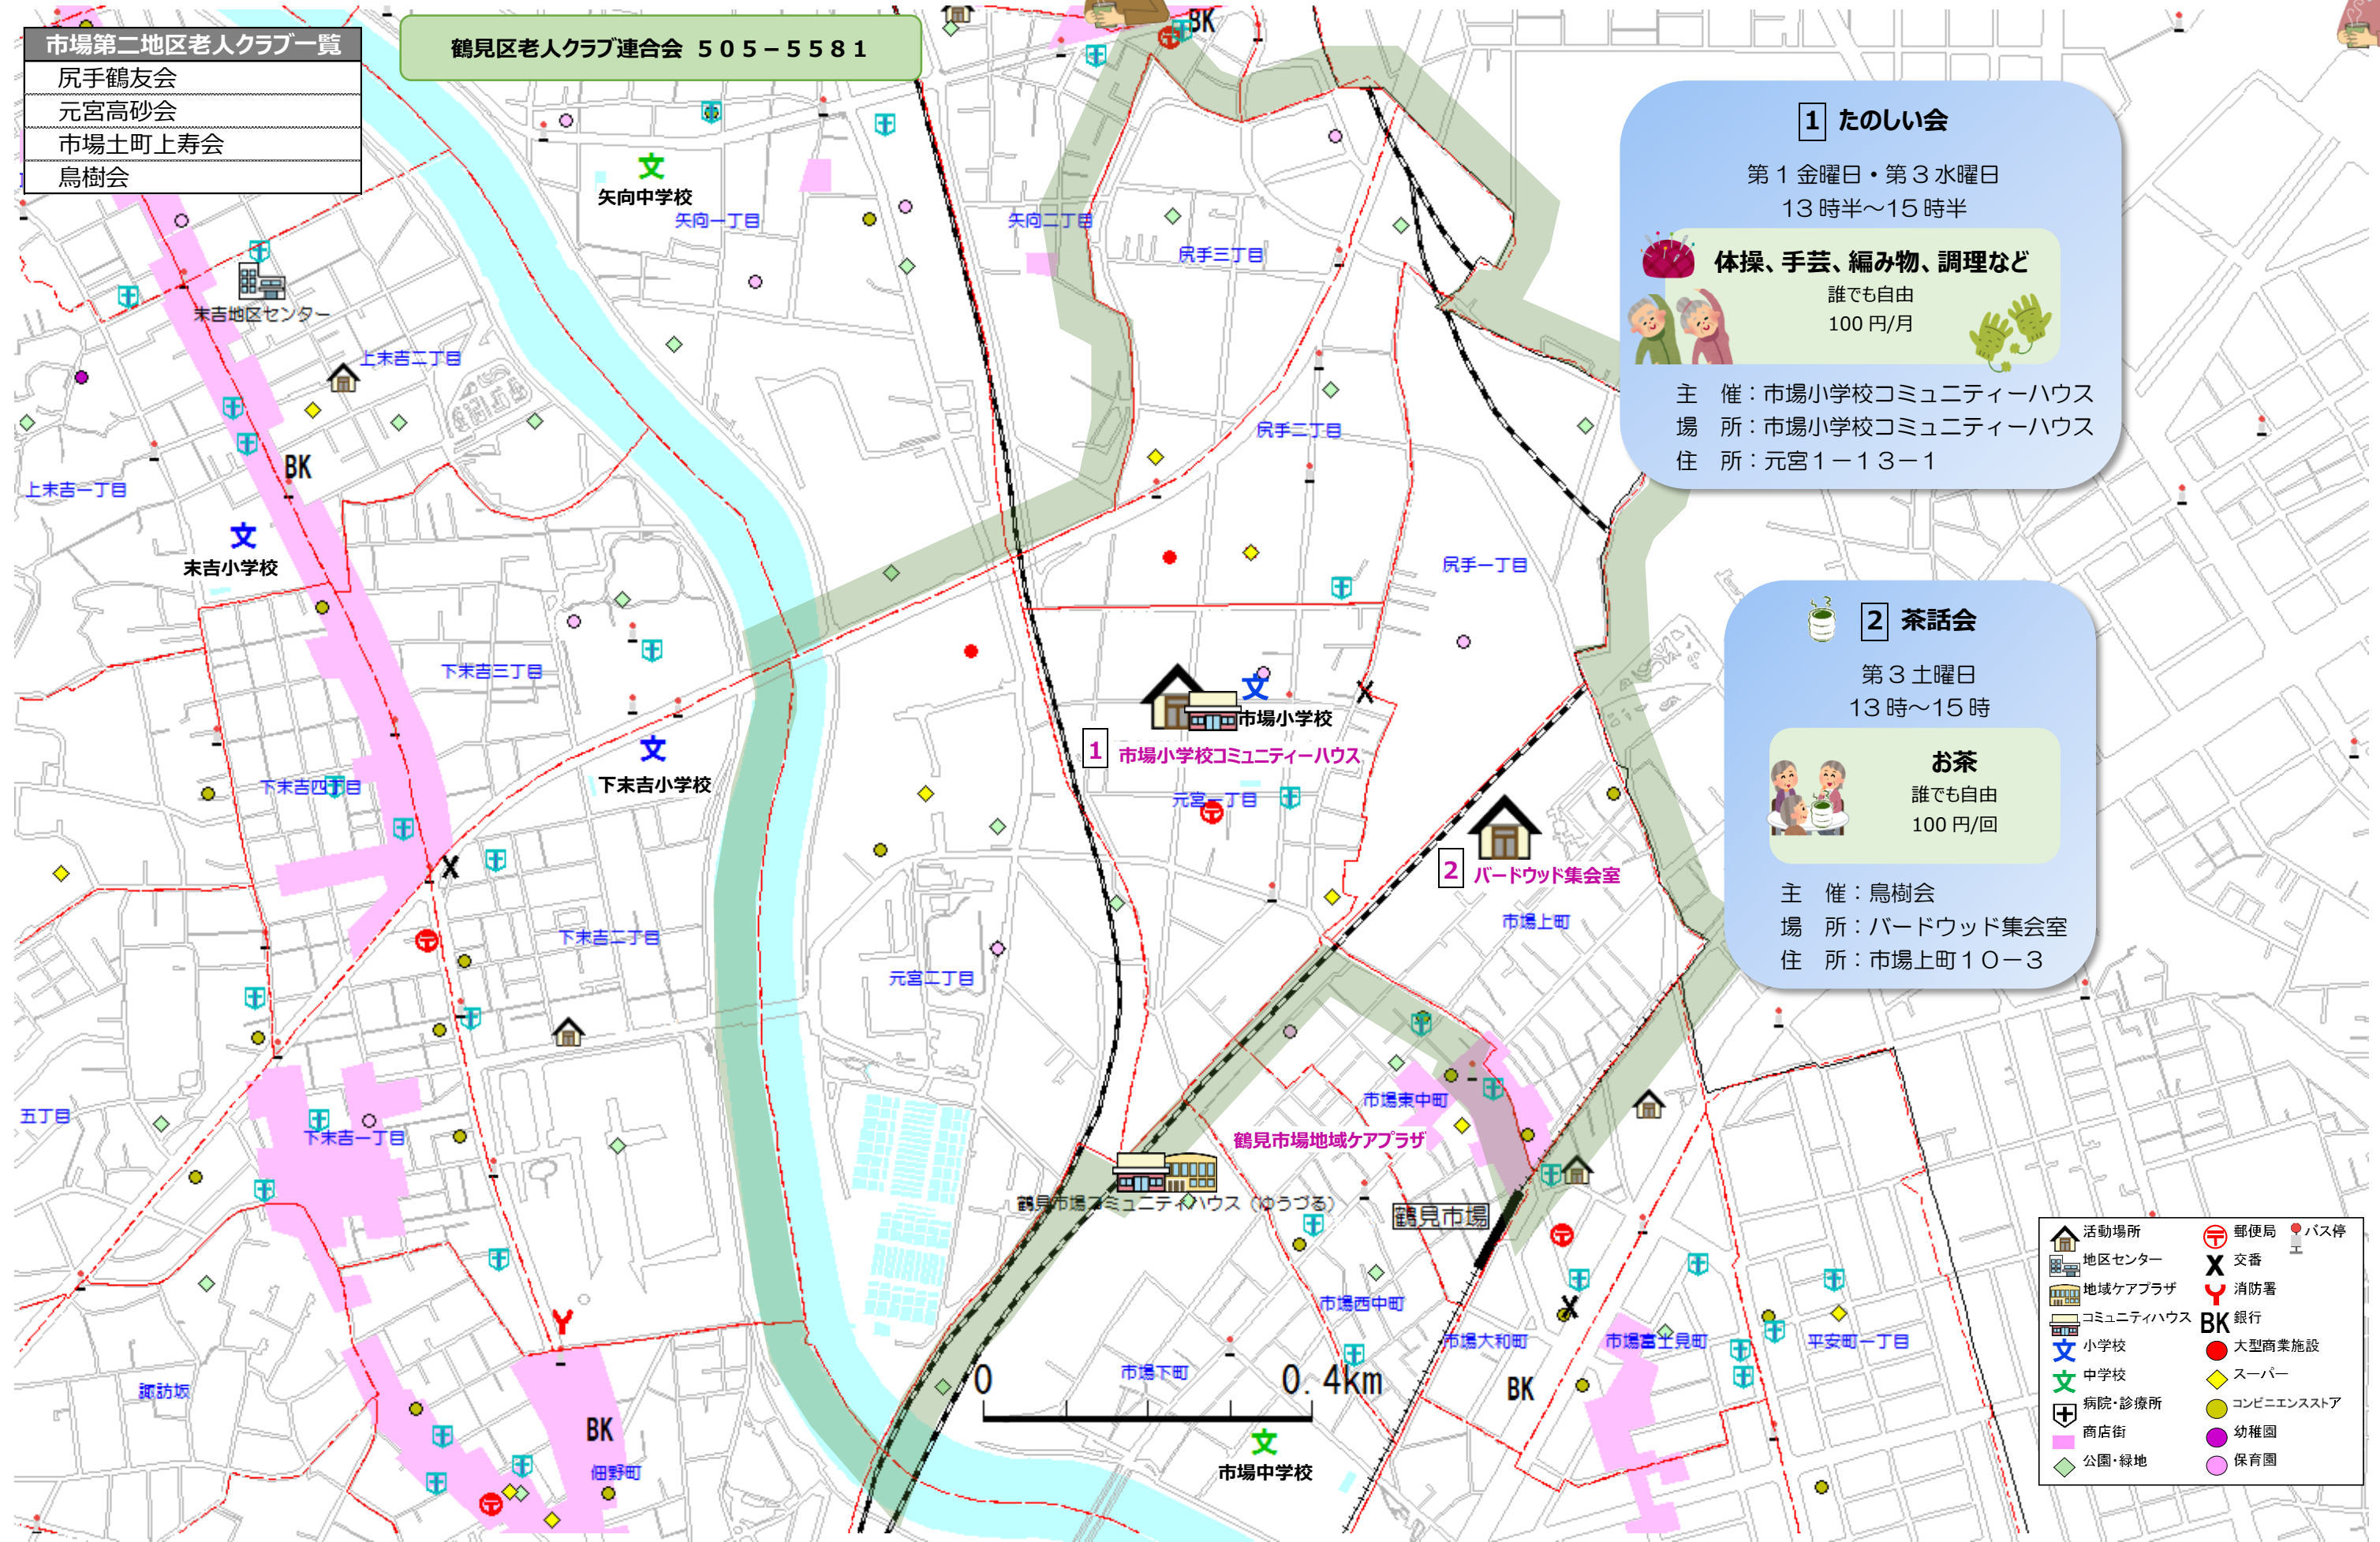 市場第二地区老人クラブ一覧
尻手鶴友会
元宮高砂会
市場土町上寿会
鳥樹会
鶴見区老人クラブ連合会 ５０５－５５８１
BK
矢向中学校
矢向一丁目
矢向二丁目
尻手三丁目
末吉地区センター
上末吉二丁目
尻手二丁目
BK
上末吉一丁目
末吉小学校
尻手一丁目
下末吉三丁目
市場小学校
1 市場小学校コミュニティーハウス
下末吉小学校
下末吉四丁目
元宮一丁目
2 バードウッド集会室
市場上町
下末吉二丁目
元宮二丁目
五丁目
下末吉一丁目
市場東中町
鶴見市場地域ケアプラザ
鶴見市場コミュニティハウス（ゆうづる）
鶴見市場
市場西中町
市場大和町
市場富士見町
平安町一丁目
市場下町
諏訪坂
0
0.4km
BK
BK
佃野町
市場中学校
1 たのしい会
第１金曜日・第３水曜日
13時半～15時半
体操、手芸、編み物、調理など
誰でも自由
100円/月
主　催：市場小学校コミュニティーハウス
場　所：市場小学校コミュニティーハウス
住　所：元宮１－１３－１
2 茶話会
第３土曜日
13時～15時
お茶
誰でも自由
100円/回
主　催：鳥樹会
場　所：バードウッド集会室
住　所：市場上町１０－３
活動場所
地区センター
地域ケアプラザ
コミュニティハウス
小学校
中学校
病院・診療所
商店街
公園・緑地
郵便局
バス停
交番
消防署
BK 銀行
大型商業施設
スーパー
コンビニエンスストア
幼稚園
保育園